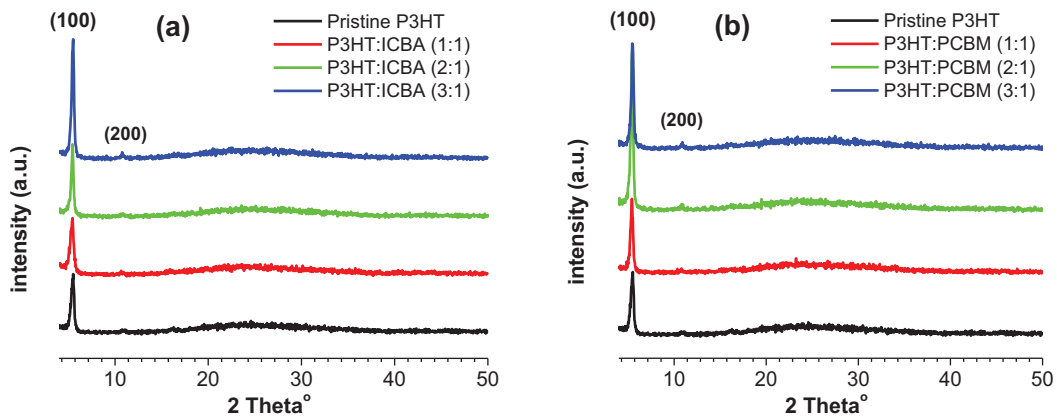 (100)
(a)
Pristine P3HT
P3HT:ICBA (1:1)
P3HT:ICBA (2:1)
P3HT:ICBA (3:1)
(200)
intensity (a.u.)
10 20 30 40 50
2 Theta°
(100)
(b)
Pristine P3HT
P3HT:PCBM (1:1)
P3HT:PCBM (2:1)
P3HT:PCBM (3:1)
(200)
intensity (a.u.)
10 20 30 40 50
2 Theta°